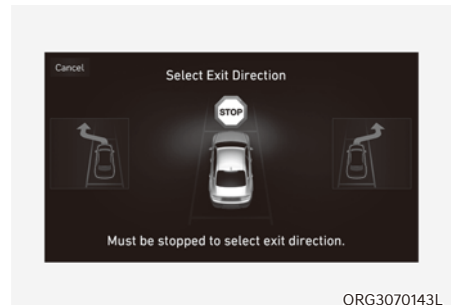 Cancel
Select Exit Direction
STOP
Must be stopped to select exit direction.
ORG3070143L